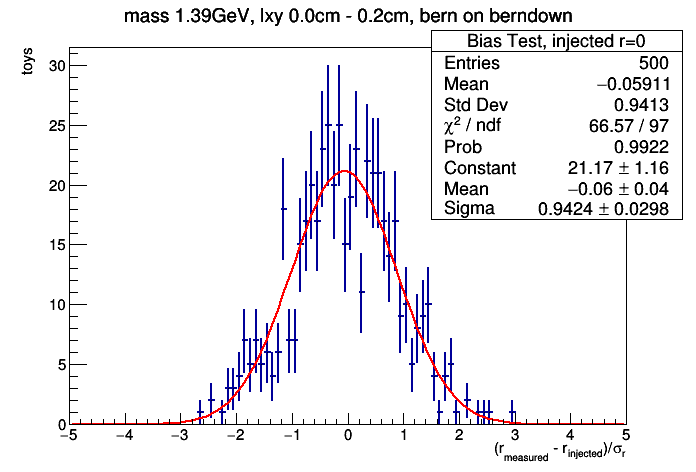 mass 1.39GeV, lxy 0.0cm - 0.2cm, bern on berndown
Bias Test, injected r=0
Entries 500
Mean −0.05911
Std Dev 0.9413
χ² / ndf 66.57 / 97
Prob 0.9922
Constant 21.17 ± 1.16
Mean −0.06 ± 0.04
Sigma 0.9424 ± 0.0298
toys
30
25
20
15
10
5
0
−5 −4 −3 −2 −1 0 1 2 3 4 5
(r_measured - r_injected)/σ_r